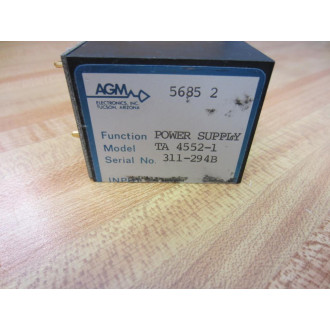 AGM
ELECTRONICS, INC.
TUCSON, ARIZONA
5685 2
Function POWER SUPPLY
Model TA 4552-1
Serial No. 311-294B